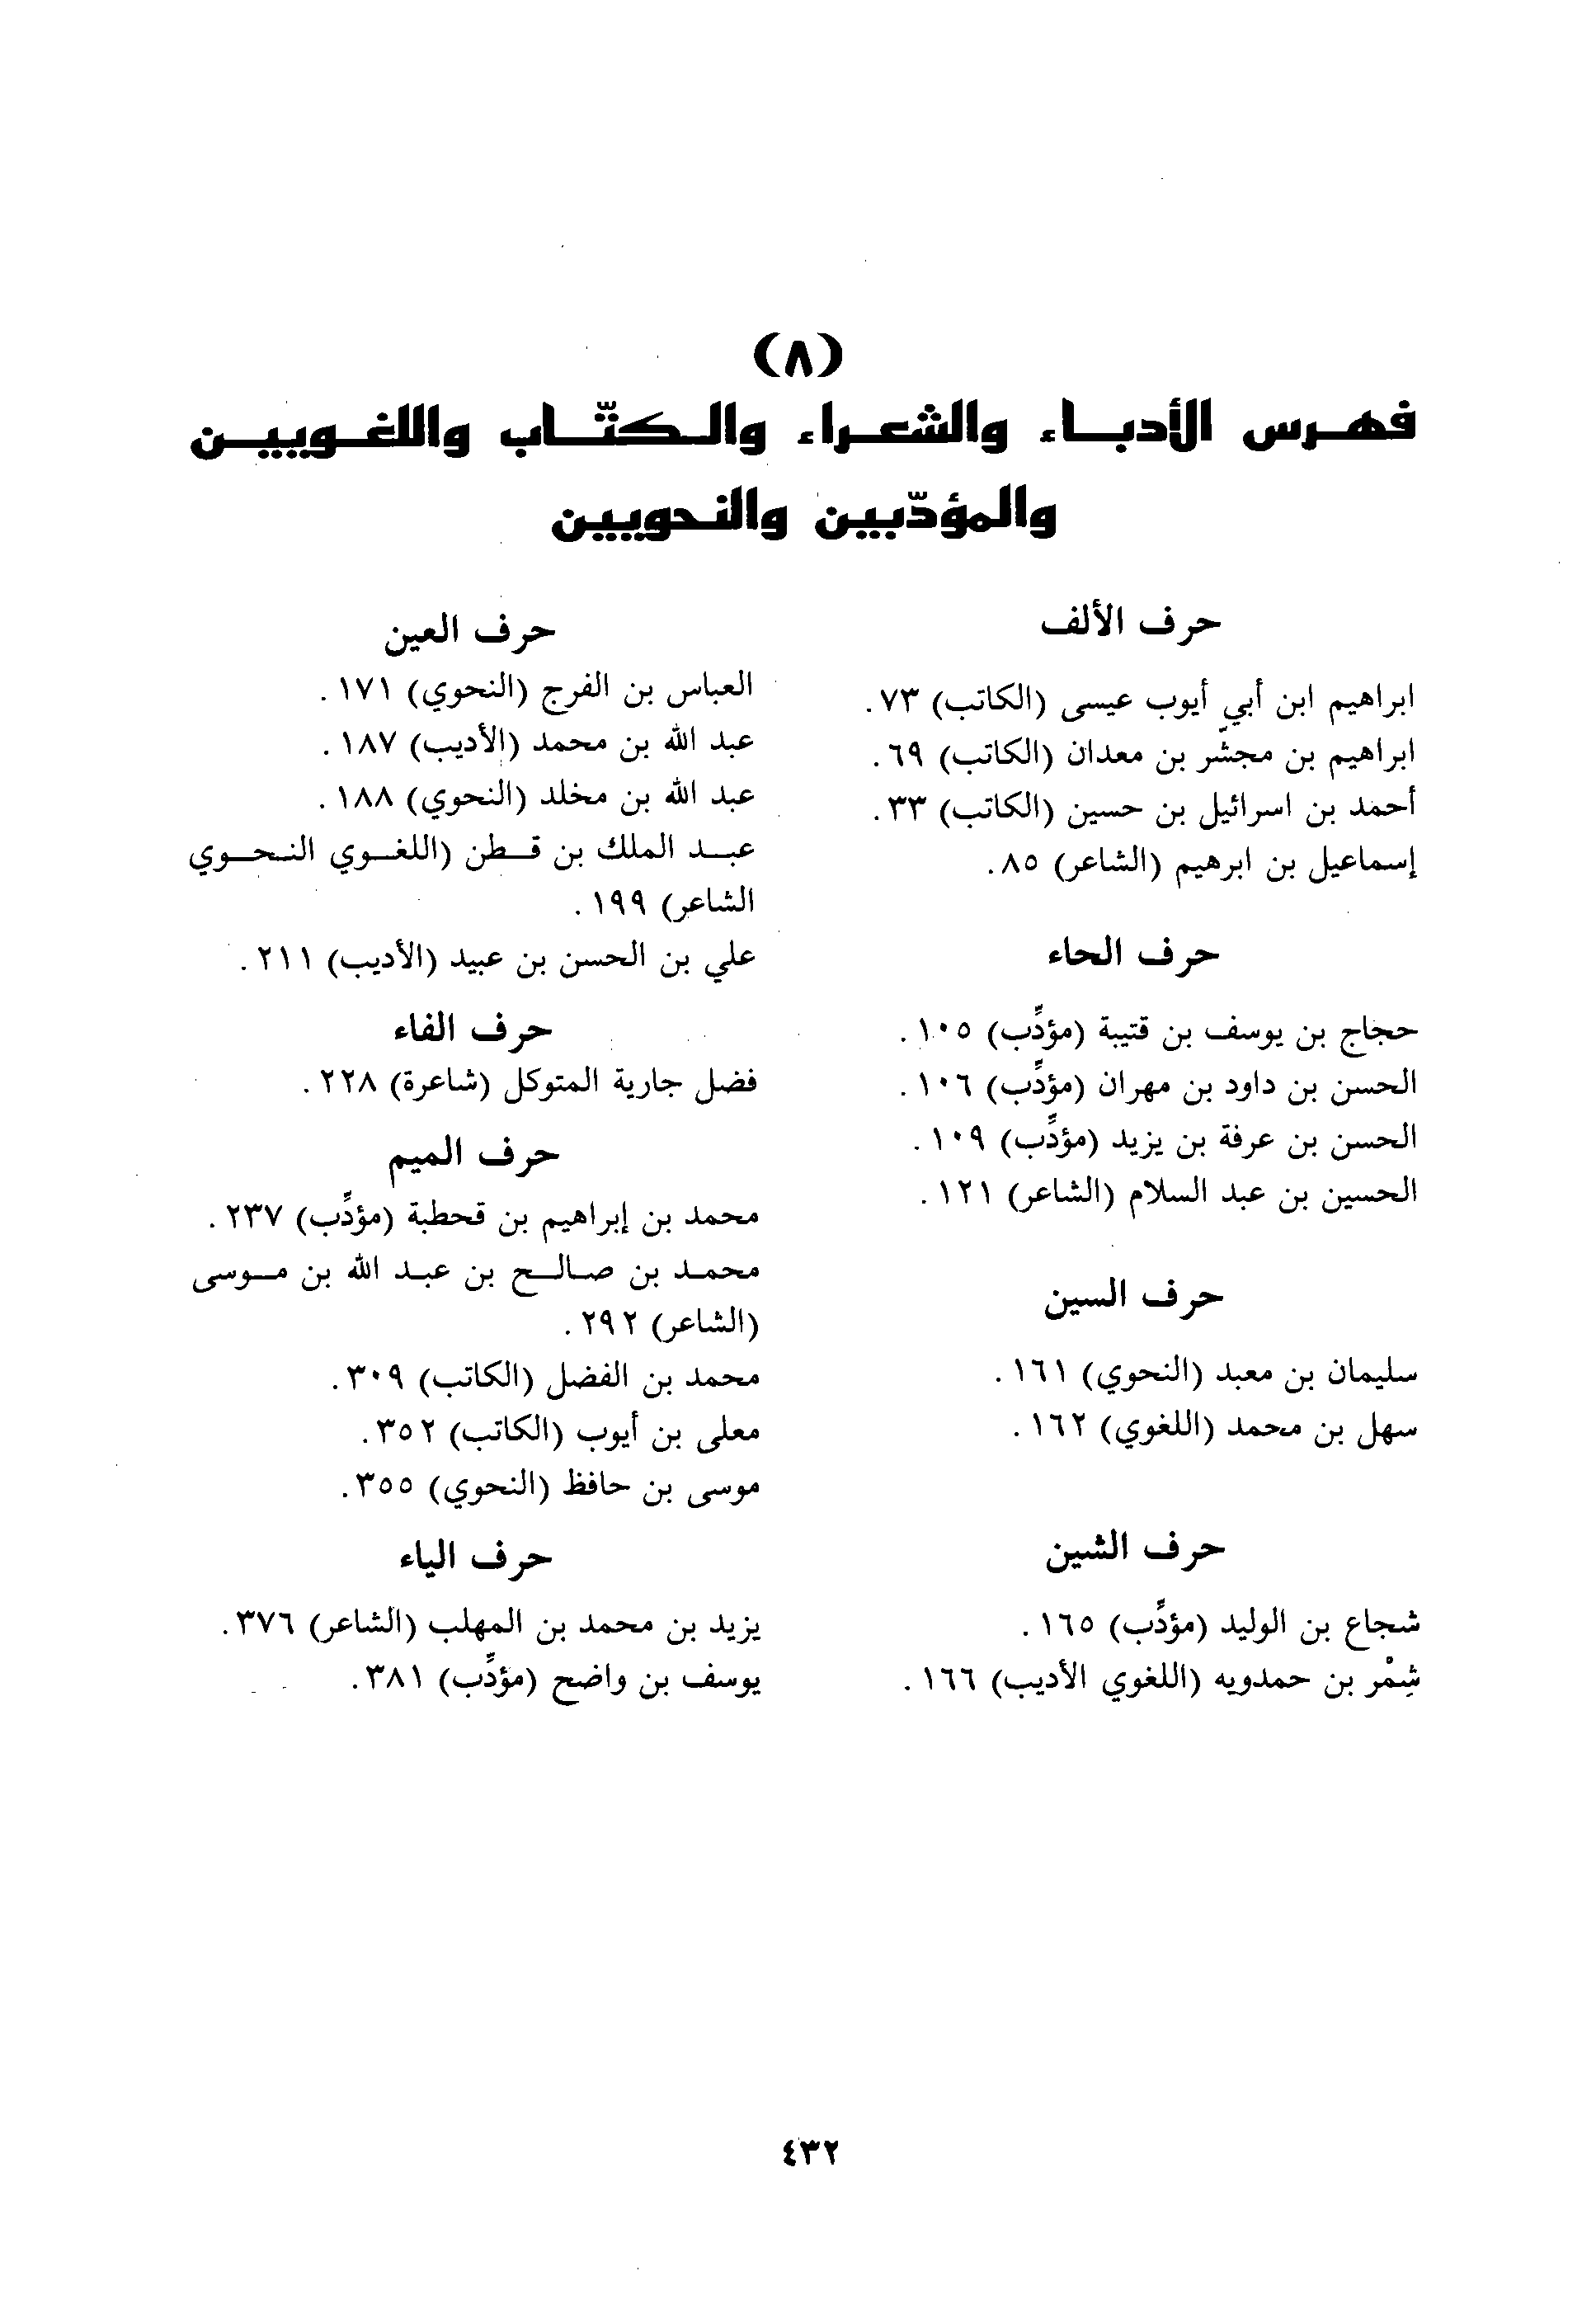 (٨)
فهرس الأدباء والشعراء والكتّاب واللغويين
والمؤدّبين والنحويين
حرف الألف
ابراهيم ابن أبي أيوب عيسى (الكاتب) ٧٣.
ابراهيم بن مجشّر بن معدان (الكاتب) ٦٩.
أحمد بن اسرائيل بن حسين (الكاتب) ٣٣.
إسماعيل بن ابرهيم (الشاعر) ٨٥.
حرف الحاء
حجاج بن يوسف بن قتيبة (مؤدِّب) ١٠٥.
الحسن بن داود بن مهران (مؤدِّب) ١٠٦.
الحسن بن عرفة بن يزيد (مؤدِّب) ١٠٩.
الحسين بن عبد السلام (الشاعر) ١٢١.
حرف السين
سليمان بن معبد (النحوي) ١٦١.
سهل بن محمد (اللغوي) ١٦٢.
حرف الشين
شجاع بن الوليد (مؤدِّب) ١٦٥.
شِمْر بن حمدويه (اللغوي الأديب) ١٦٦.
حرف العين
العباس بن الفرج (النحوي) ١٧١.
عبد الله بن محمد (الأديب) ١٨٧.
عبد الله بن مخلد (النحوي) ١٨٨.
عبد الملك بن قطن (اللغوي النحوي
الشاعر) ١٩٩.
علي بن الحسن بن عبيد (الأديب) ٢١١.
حرف الفاء
فضل جارية المتوكل (شاعرة) ٢٢٨.
حرف الميم
محمد بن إبراهيم بن قحطبة (مؤدِّب) ٢٣٧.
محمد بن صالح بن عبد الله بن موسى
(الشاعر) ٢٩٢.
محمد بن الفضل (الكاتب) ٣٠٩.
معلى بن أيوب (الكاتب) ٣٥٢.
موسى بن حافظ (النحوي) ٣٥٥.
حرف الياء
يزيد بن محمد بن المهلب (الشاعر) ٣٧٦.
يوسف بن واضح (مؤدِّب) ٣٨١.
٤٣٢